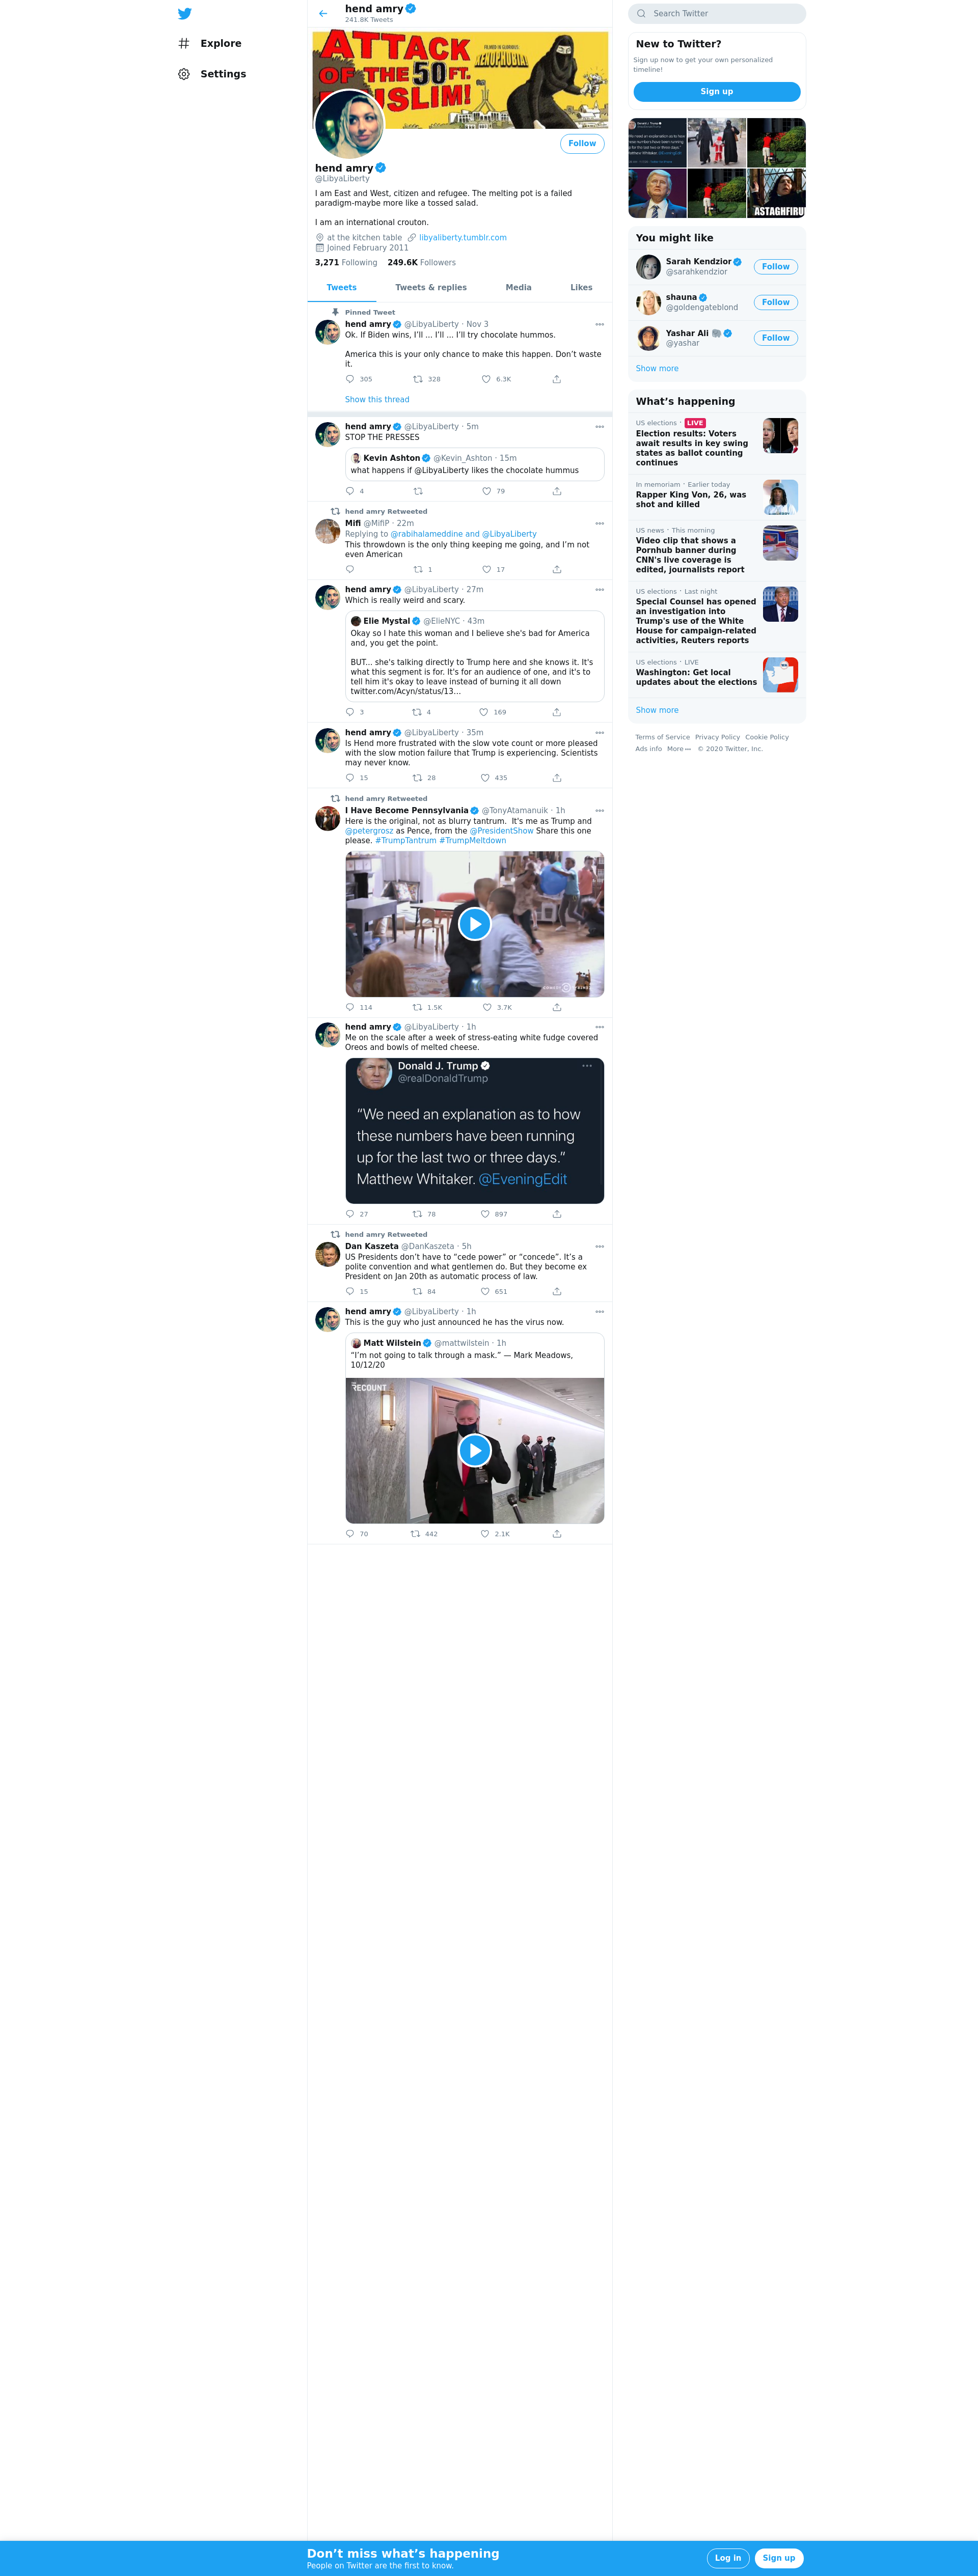 Explore
Settings
hend amry
241.8K Tweets
ATTACK
OF THE 50 FT.
MUSLIM!
FILMED IN GLORIOUS
XENOPHOBIA!
Follow
hend amry
@LibyaLiberty
I am East and West, citizen and refugee. The melting pot is a failed
paradigm-maybe more like a tossed salad.
I am an international crouton.
at the kitchen table libyaliberty.tumblr.com
Joined February 2011
3,271 Following 249.6K Followers
Tweets Tweets & replies Media Likes
Pinned Tweet
hend amry @LibyaLiberty · Nov 3
Ok. If Biden wins, I’ll ... I’ll ... I’ll try chocolate hummos.
America this is your only chance to make this happen. Don’t waste
it.
305 328 6.3K
Show this thread
hend amry @LibyaLiberty · 5m
STOP THE PRESSES
Kevin Ashton @Kevin_Ashton · 15m
what happens if @LibyaLiberty likes the chocolate hummus
4 79
hend amry Retweeted
Mifi @MifiP · 22m
Replying to @rabihalameddine and @LibyaLiberty
This throwdown is the only thing keeping me going, and I’m not
even American
1 17
hend amry @LibyaLiberty · 27m
Which is really weird and scary.
Elie Mystal @ElieNYC · 43m
Okay so I hate this woman and I believe she's bad for America
and, you get the point.
BUT... she's talking directly to Trump here and she knows it. It's
what this segment is for. It's for an audience of one, and it's to
tell him it's okay to leave instead of burning it all down
twitter.com/Acyn/status/13…
3 4 169
hend amry @LibyaLiberty · 35m
Is Hend more frustrated with the slow vote count or more pleased
with the slow motion failure that Trump is experiencing. Scientists
may never know.
15 28 435
hend amry Retweeted
I Have Become Pennsylvania @TonyAtamanuik · 1h
Here is the original, not as blurry tantrum. It's me as Trump and
@petergrosz as Pence, from the @PresidentShow Share this one
please. #TrumpTantrum #TrumpMeltdown
114 1.5K 3.7K
hend amry @LibyaLiberty · 1h
Me on the scale after a week of stress-eating white fudge covered
Oreos and bowls of melted cheese.
Donald J. Trump
@realDonaldTrump
“We need an explanation as to how
these numbers have been running
up for the last two or three days.”
Matthew Whitaker. @EveningEdit
27 78 897
hend amry Retweeted
Dan Kaszeta @DanKaszeta · 5h
US Presidents don’t have to “cede power” or “concede”. It’s a
polite convention and what gentlemen do. But they become ex
President on Jan 20th as automatic process of law.
15 84 651
hend amry @LibyaLiberty · 1h
This is the guy who just announced he has the virus now.
Matt Wilstein @mattwilstein · 1h
“I’m not going to talk through a mask.” — Mark Meadows,
10/12/20
RECOUNT
70 442 2.1K
Search Twitter
New to Twitter?
Sign up now to get your own personalized
timeline!
Sign up
ASTAGHFIRU
You might like
Sarah Kendzior
@sarahkendzior
Follow
shauna
@goldengateblond
Follow
Yashar Ali
@yashar
Follow
Show more
What’s happening
US elections · LIVE
Election results: Voters
await results in key swing
states as ballot counting
continues
In memoriam · Earlier today
Rapper King Von, 26, was
shot and killed
US news · This morning
Video clip that shows a
Pornhub banner during
CNN's live coverage is
edited, journalists report
US elections · Last night
Special Counsel has opened
an investigation into
Trump's use of the White
House for campaign-related
activities, Reuters reports
US elections · LIVE
Washington: Get local
updates about the elections
Show more
Terms of Service Privacy Policy Cookie Policy
Ads info More © 2020 Twitter, Inc.
Don’t miss what’s happening
People on Twitter are the first to know.
Log in Sign up